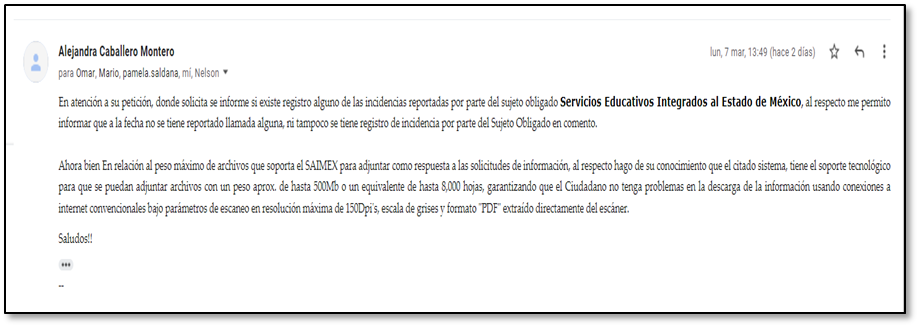 Alejandra Caballero Montero
lun, 7 mar, 13:49 (hace 2 días)
para Omar, Mario, pamela.saldana, mí, Nelson
En atención a su petición, donde solicita se informe si existe registro alguno de las incidencias reportadas por parte del sujeto obligado Servicios Educativos Integrados al Estado de México, al respecto me permito
informar que a la fecha no se tiene reportado llamada alguna, ni tampoco se tiene registro de incidencia por parte del Sujeto Obligado en comento.
Ahora bien En relación al peso máximo de archivos que soporta el SAIMEX para adjuntar como respuesta a las solicitudes de información, al respecto hago de su conocimiento que el citado sistema, tiene el soporte tecnológico
para que se puedan adjuntar archivos con un peso aprox. de hasta 500Mb o un equivalente de hasta 8,000 hojas, garantizando que el Ciudadano no tenga problemas en la descarga de la información usando conexiones a
internet convencionales bajo parámetros de escaneo en resolución máxima de 150Dpi's, escala de grises y formato "PDF" extraído directamente del escáner.
Saludos!!
--